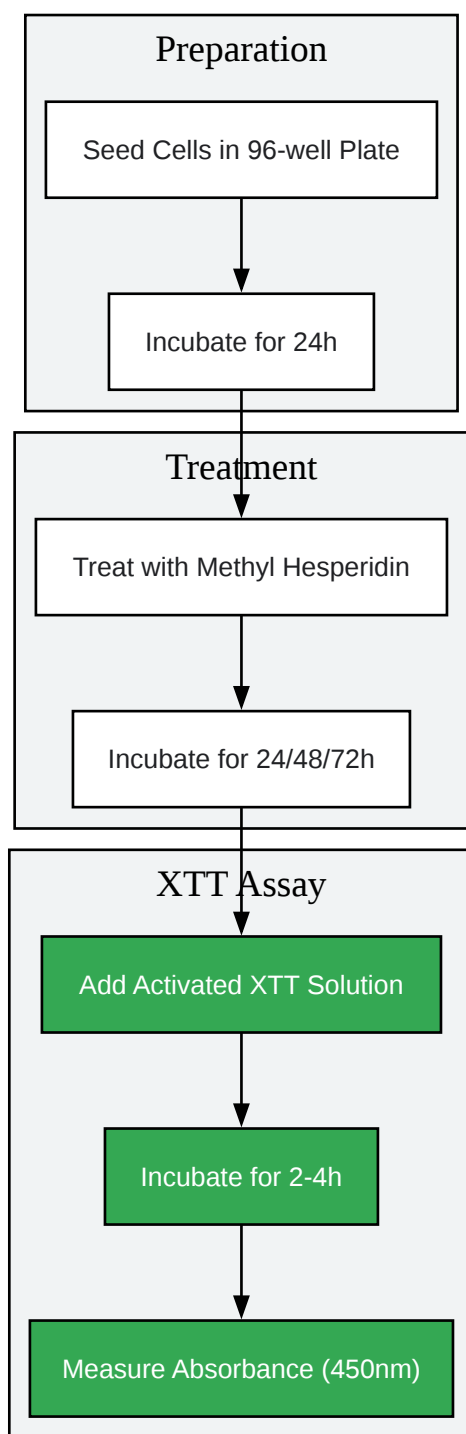 Preparation
Seed Cells in 96-well Plate
Incubate for 24h
Treatment
Treat with Methyl Hesperidin
Incubate for 24/48/72h
XTT Assay
Add Activated XTT Solution
Incubate for 2-4h
Measure Absorbance (450nm)